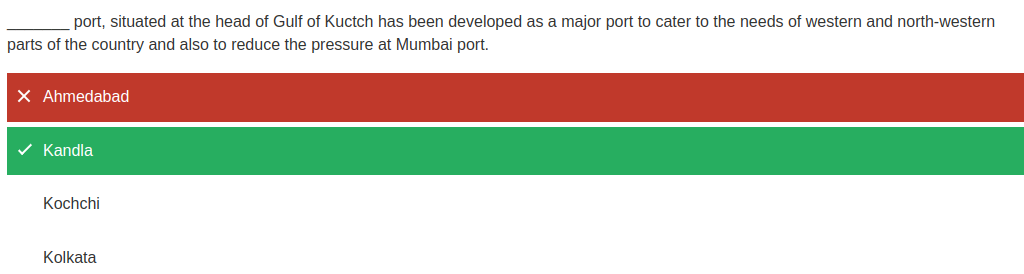 _______ port, situated at the head of Gulf of Kuctch has been developed as a major port to cater to the needs of western and north-western
parts of the country and also to reduce the pressure at Mumbai port.
Ahmedabad
Kandla
Kochchi
Kolkata